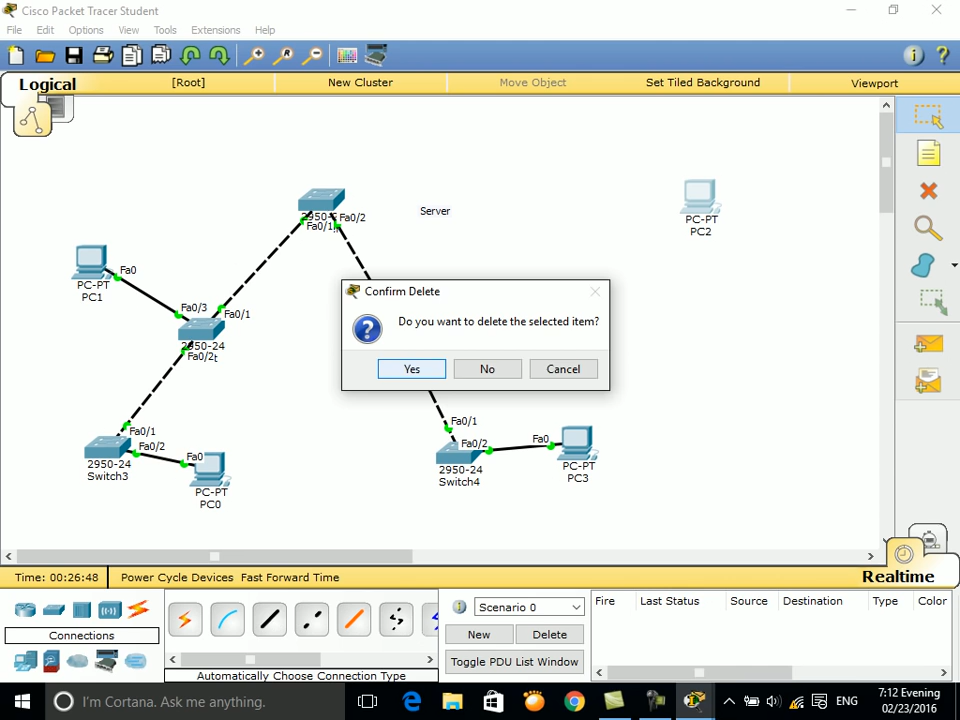 Cisco Packet Tracer Student
File Edit Options View Tools Extensions Help
Logical
[Root]
New Cluster
Move Object
Set Tiled Background
Viewport
Server
Fa0/2
Fa0/1
PC-PT
PC2
Fa0
PC-PT
PC1
Fa0/3
Fa0/1
2950-24
Fa0/2
Confirm Delete
Do you want to delete the selected item?
Yes
No
Cancel
Fa0/1
Fa0/2
Fa0
2950-24
Switch3
PC-PT
PC0
Fa0/1
Fa0/2
Fa0
2950-24
Switch4
PC-PT
PC3
Time: 00:26:48
Power Cycle Devices Fast Forward Time
Realtime
Connections
Automatically Choose Connection Type
Scenario 0
New
Delete
Toggle PDU List Window
Fire Last Status Source Destination Type Color
I'm Cortana. Ask me anything.
ENG
7:12 Evening
02/23/2016